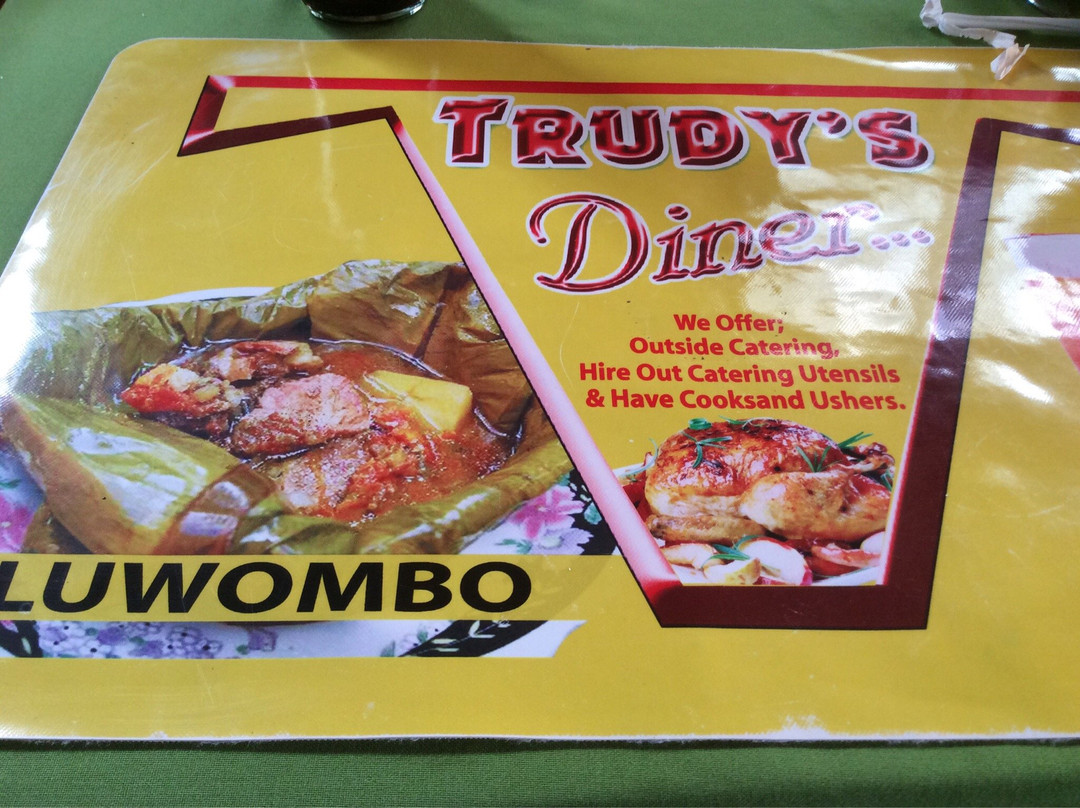 TRUDY'S
Diner...
We Offer;
Outside Catering,
Hire Out Catering Utensils
& Have Cooksand Ushers.
LUWOMBO